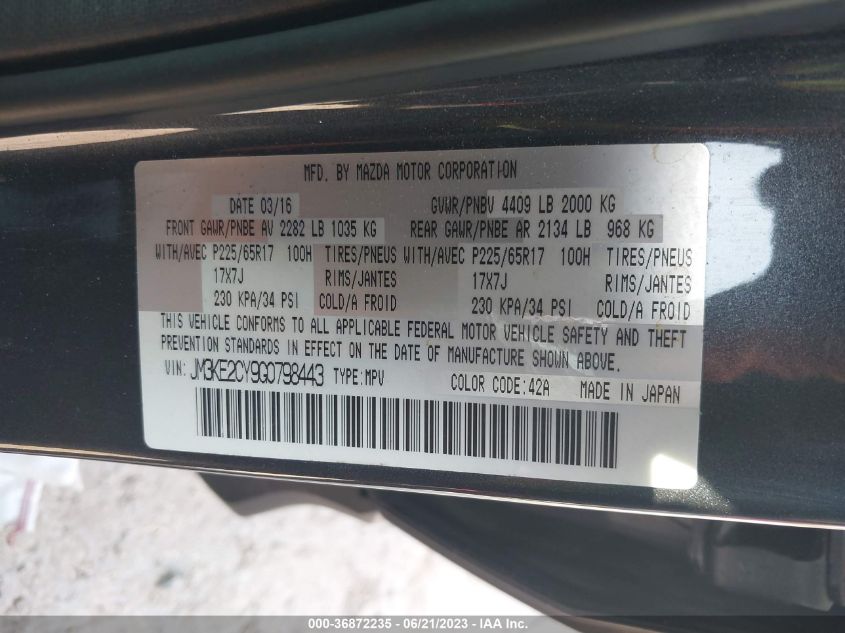 MFD. BY MAZDA MOTOR CORPORATION
DATE 03/16 GVWR/PNBV 4409 LB 2000 KG
FRONT GAWR/PNBE AV 2282 LB 1035 KG REAR GAWR/PNBE AR 2134 LB 968 KG
WITH/AVEC P225/65R17 100H TIRES/PNEUS WITH/AVEC P225/65R17 100H TIRES/PNEUS
17X7J RIMS/JANTES 17X7J RIMS/JANTES
230 KPA/34 PSI COLD/A FROID 230 KPA/34 PSI COLD/A FROID
THIS VEHICLE CONFORMS TO ALL APPLICABLE FEDERAL MOTOR VEHICLE SAFETY AND THEFT
PREVENTION STANDARDS IN EFFECT ON THE DATE OF MANUFACTURE SHOWN ABOVE.
VIN: JM3KE2CY9G0798443 TYPE:MPV COLOR CODE:42A MADE IN JAPAN
000-36872235 - 06/21/2023 - IAA Inc.